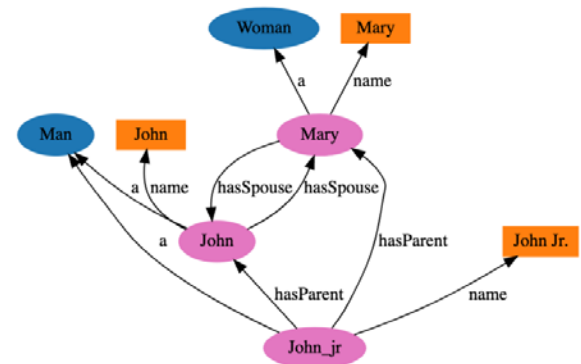 Woman
Mary
a
name
Man
John
Mary
a
name
hasSpouse
hasSpouse
a
John
hasParent
John Jr.
hasParent
name
John_jr